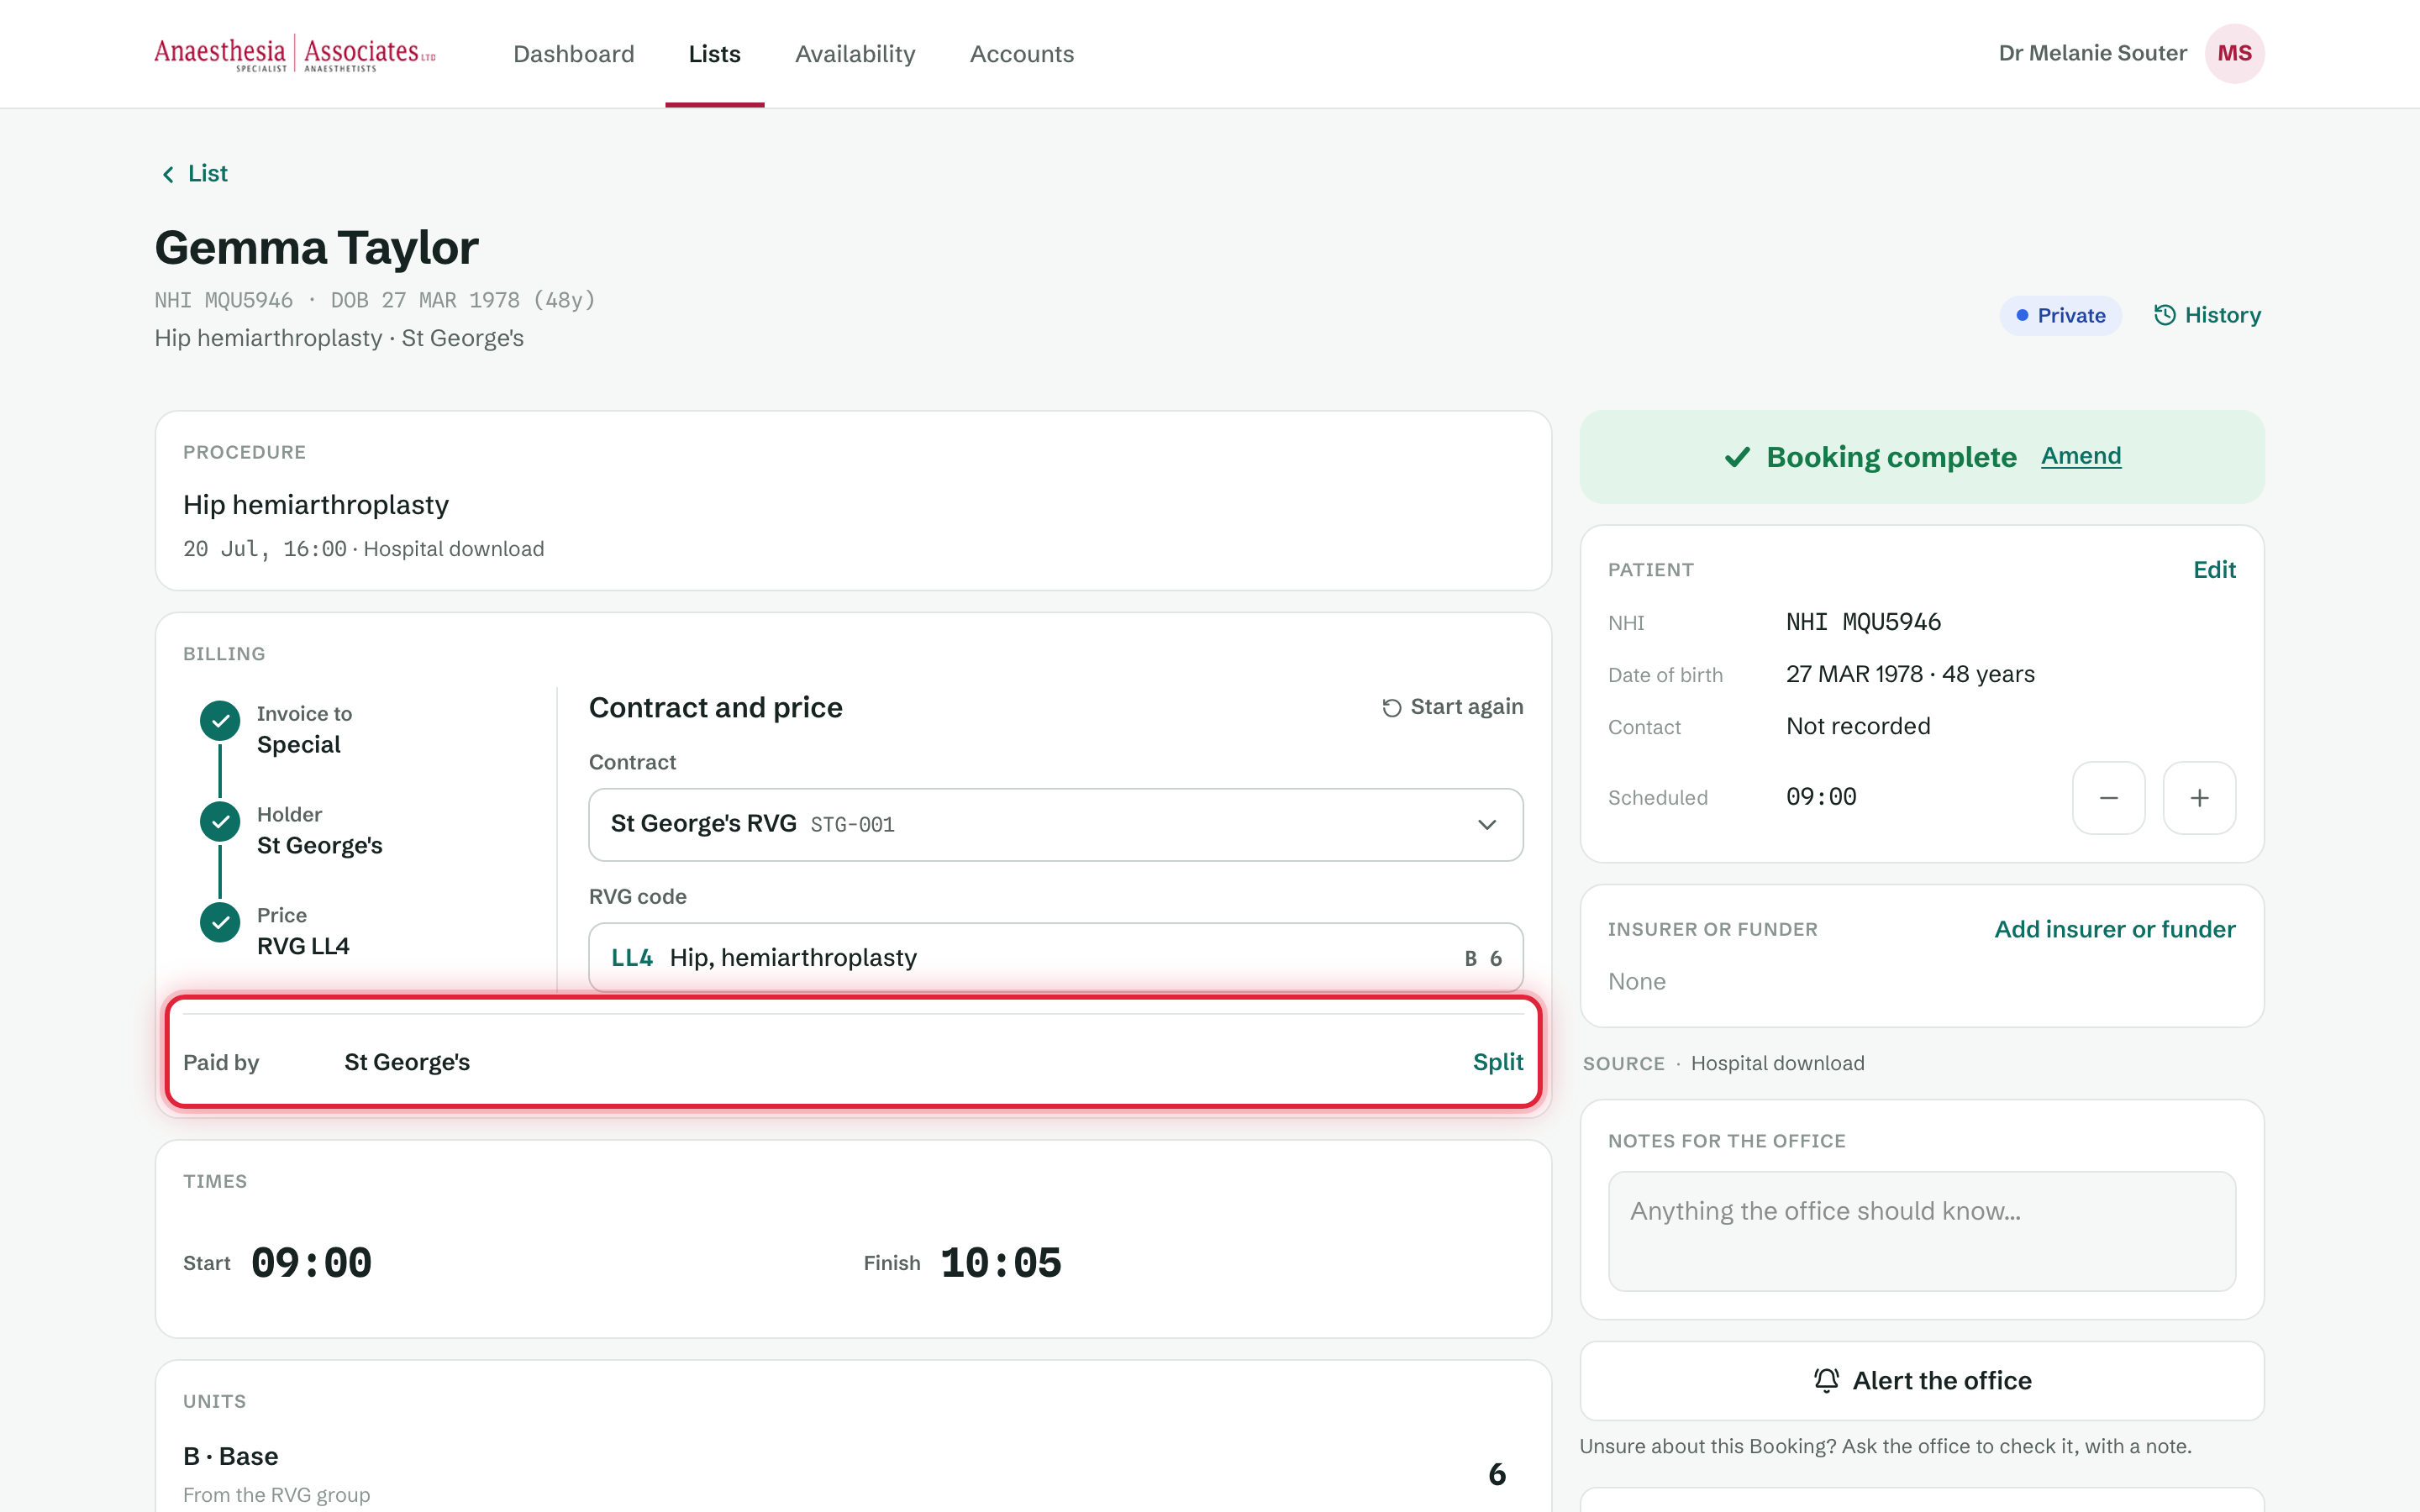 Anaesthesia | Associates LTD
SPECIALIST ANAESTHETISTS
Dashboard
Lists
Availability
Accounts
Dr Melanie Souter
MS
List
Gemma Taylor
NHI MQU5946 · DOB 27 MAR 1978 (48y)
Hip hemiarthroplasty · St George's
Private
History
PROCEDURE
Hip hemiarthroplasty
20 Jul, 16:00 · Hospital download
BILLING
Invoice to
Special
Holder
St George's
Price
RVG LL4
Contract and price
Start again
Contract
St George's RVG STG-001
RVG code
LL4 Hip, hemiarthroplasty B 6
Paid by St George's Split
TIMES
Start 09:00 Finish 10:05
UNITS
B · Base
6
From the RVG group
Booking complete Amend
PATIENT Edit
NHI NHI MQU5946
Date of birth 27 MAR 1978 · 48 years
Contact Not recorded
Scheduled 09:00 − +
INSURER OR FUNDER Add insurer or funder
None
SOURCE · Hospital download
NOTES FOR THE OFFICE
Anything the office should know...
Alert the office
Unsure about this Booking? Ask the office to check it, with a note.